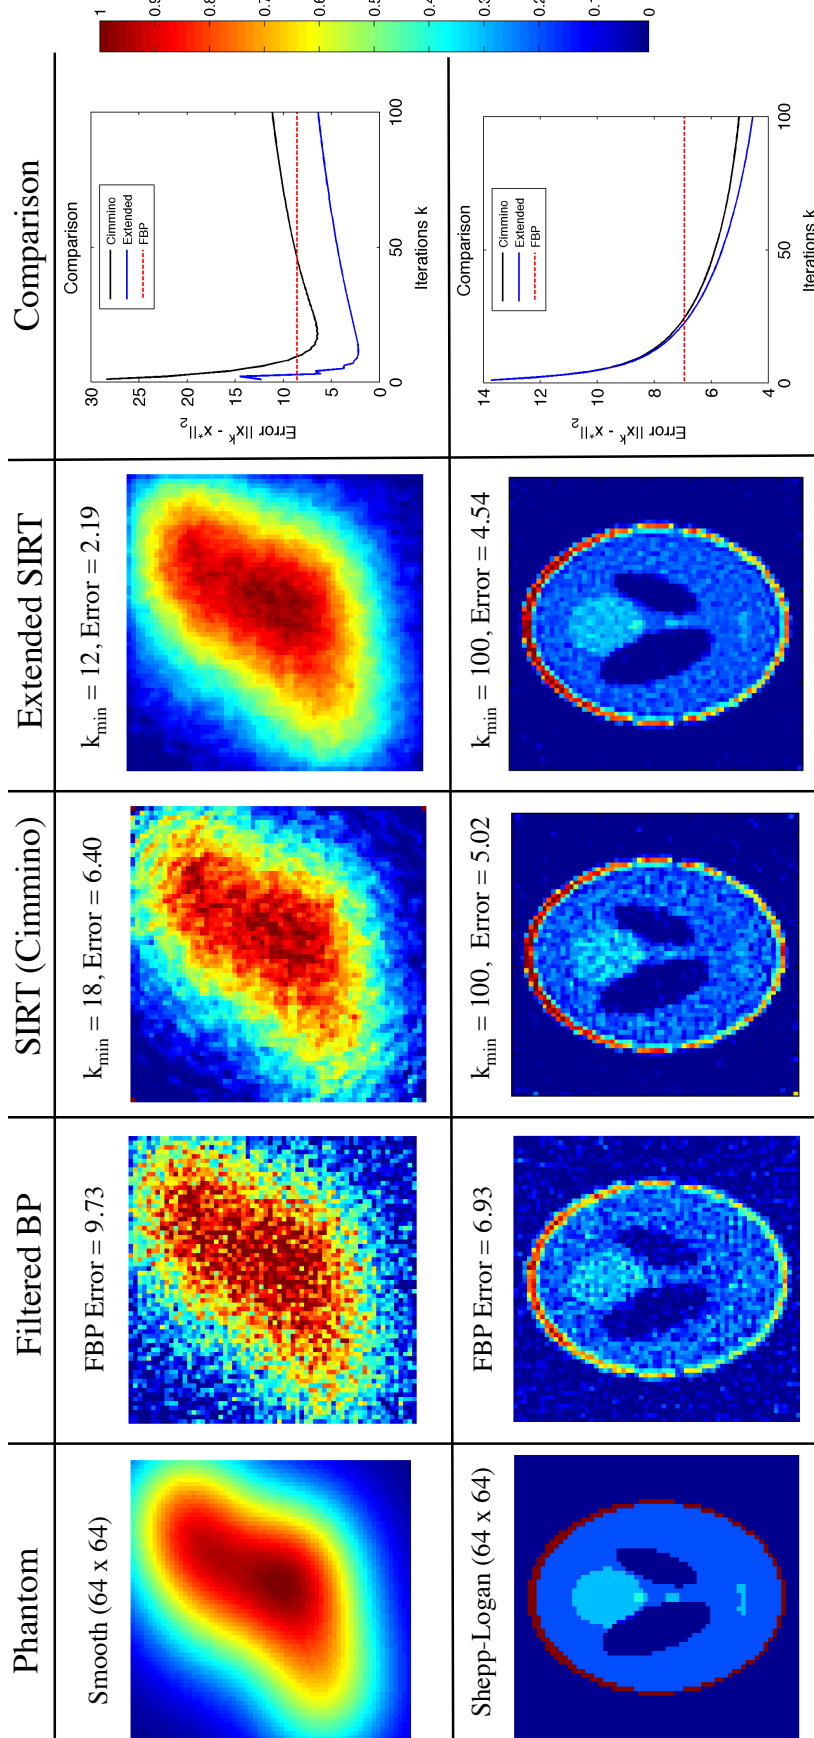 Phantom
Filtered BP
SIRT (Cimmino)
Extended SIRT
Comparison
Smooth (64 x 64)
FBP Error = 9.73
k_min = 18, Error = 6.40
k_min = 12, Error = 2.19
Comparison
Cimmino
Extended
FBP
Error ||x^k - x^*||_2
30
25
20
15
10
5
0
0
50
100
Iterations k
Shepp-Logan (64 x 64)
FBP Error = 6.93
k_min = 100, Error = 5.02
k_min = 100, Error = 4.54
Comparison
Cimmino
Extended
FBP
Error ||x^k - x^*||_2
14
12
10
8
6
4
0
50
100
Iterations k
1
0